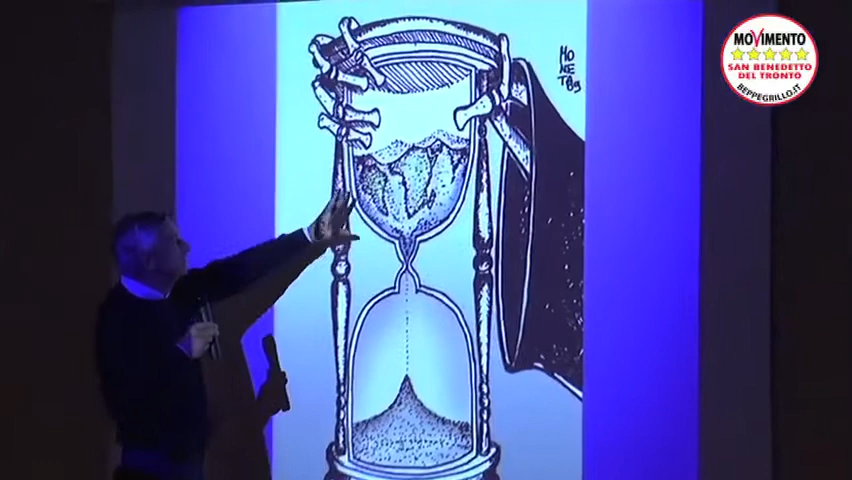 MOVIMENTO
SAN BENEDETTO
DEL TRONTO
BEPPEGRILLO.IT